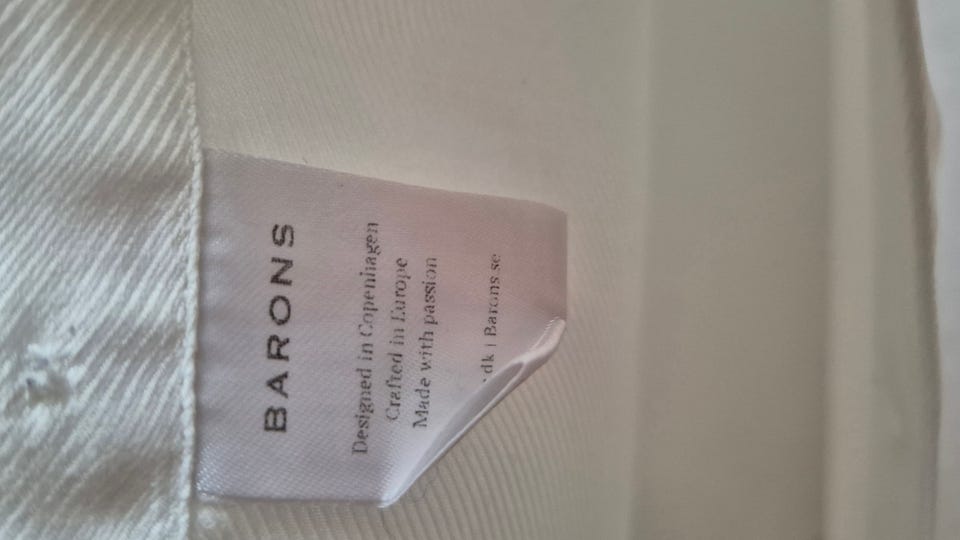 BARONS
Designed in Copenhagen
Crafted in Europe
Made with passion
.dk | Barons.se